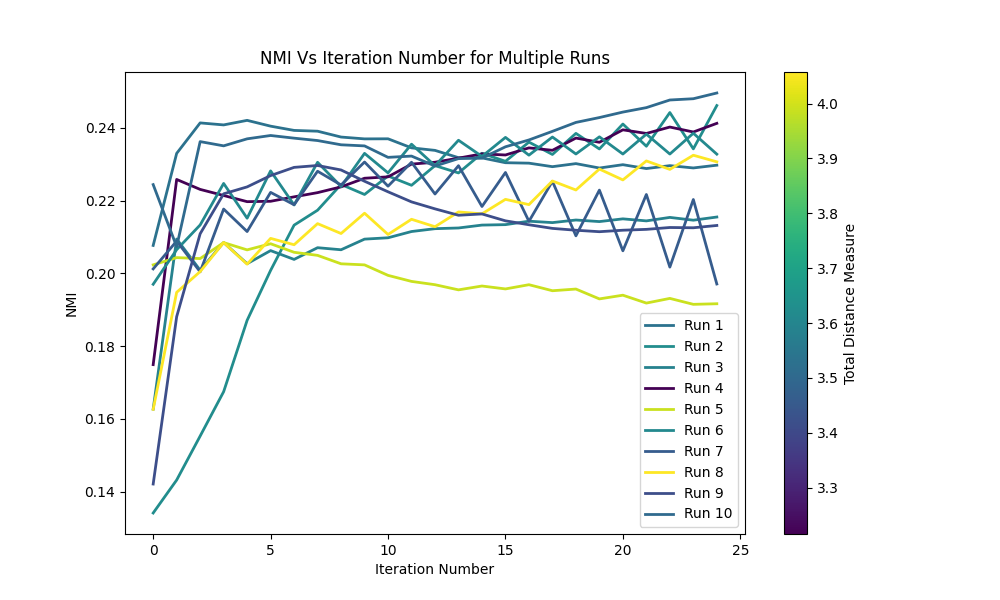 NMI Vs Iteration Number for Multiple Runs
NMI
0.24
0.22
0.20
0.18
0.16
0.14
0
5
10
15
20
25
Iteration Number
Run 1
Run 2
Run 3
Run 4
Run 5
Run 6
Run 7
Run 8
Run 9
Run 10
4.0
3.9
3.8
3.7
3.6
3.5
3.4
3.3
Total Distance Measure